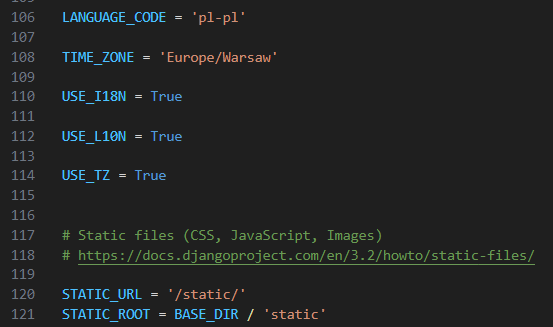 106 LANGUAGE_CODE = 'pl-pl'
107
108 TIME_ZONE = 'Europe/Warsaw'
109
110 USE_I18N = True
111
112 USE_L10N = True
113
114 USE_TZ = True
115
116
117 # Static files (CSS, JavaScript, Images)
118 # https://docs.djangoproject.com/en/3.2/howto/static-files/
119
120 STATIC_URL = '/static/'
121 STATIC_ROOT = BASE_DIR / 'static'